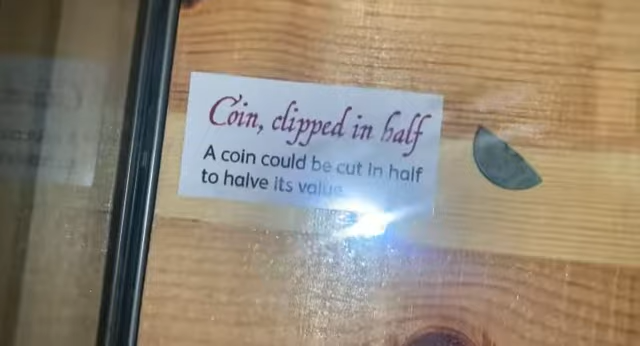 Coin, clipped in half
A coin could be cut in half
to halve its value